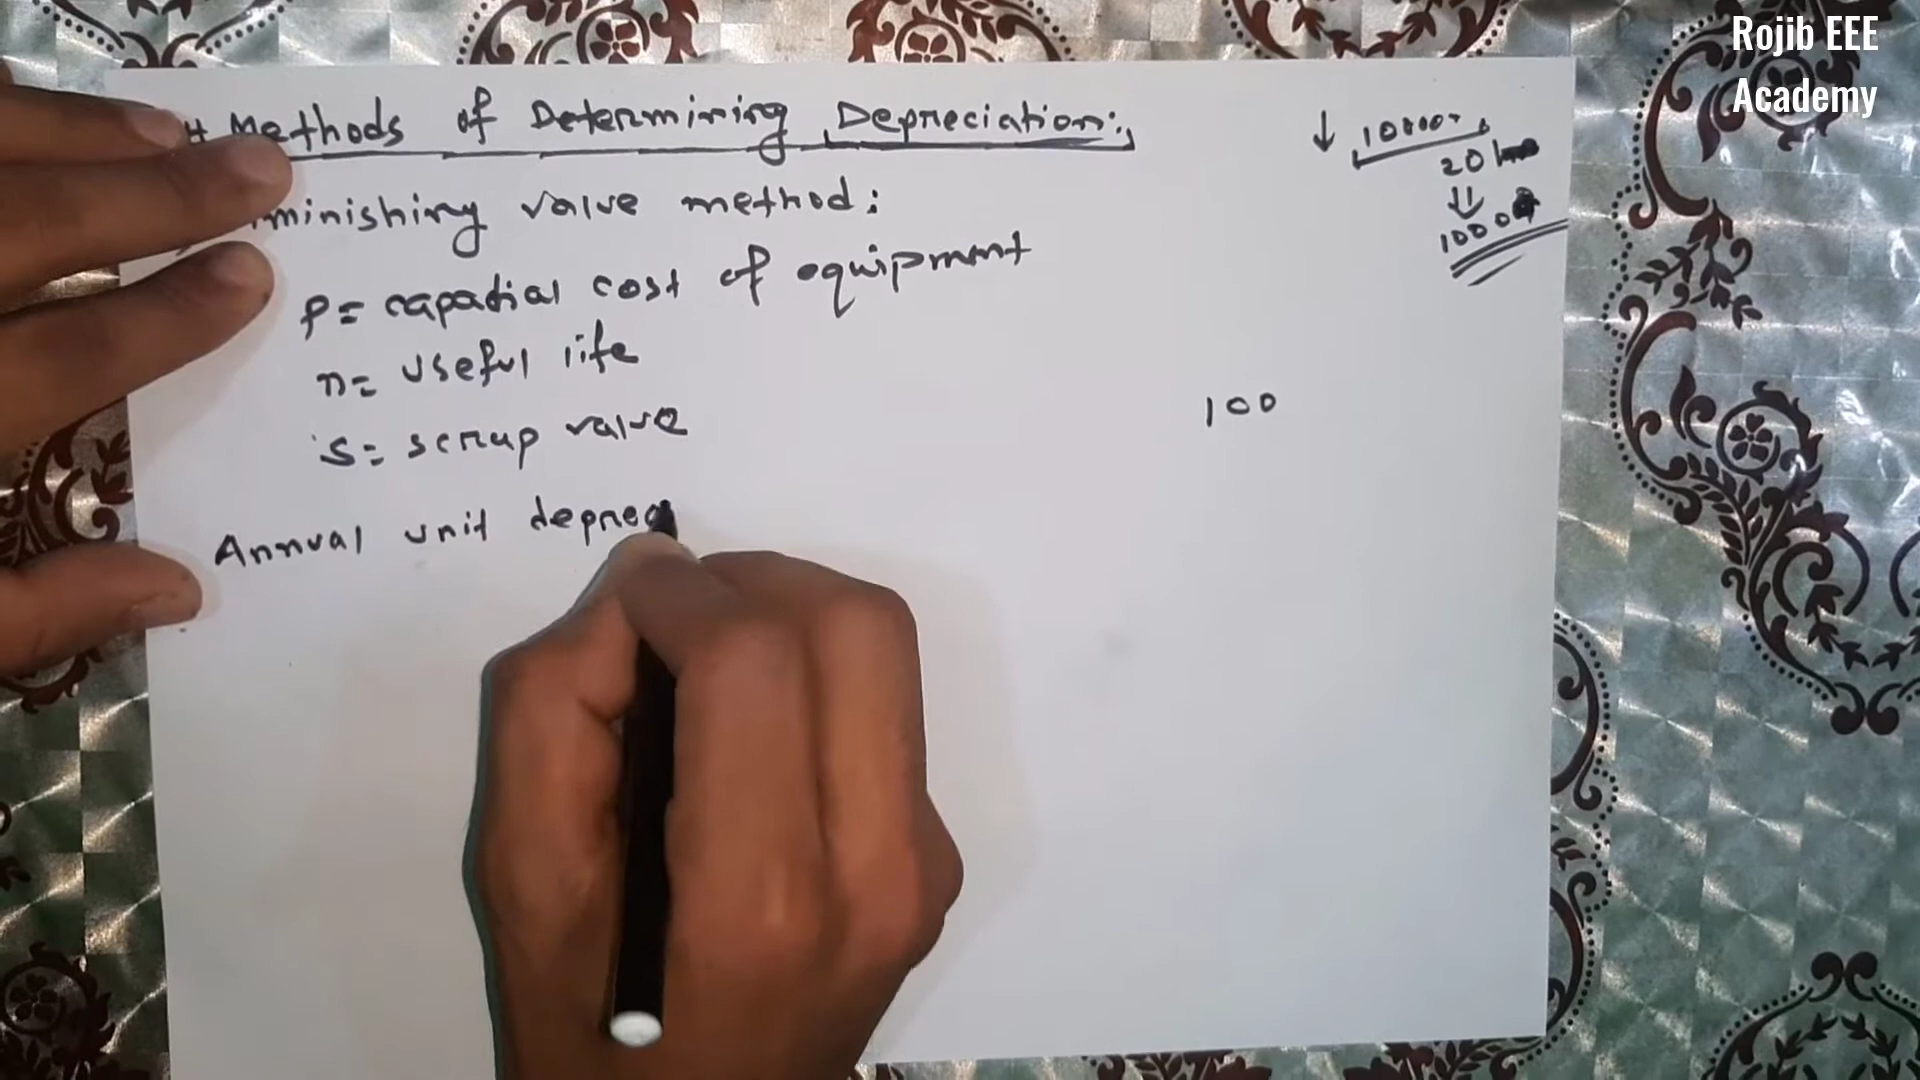 Rojib EEE
Academy
# Methods of Determining Depreciation:
minishing value method:
P = capatial cost of equipment
n = useful life
s = scrap value
Annual unit deprec
↓ 10000
20
⇓
1000
100